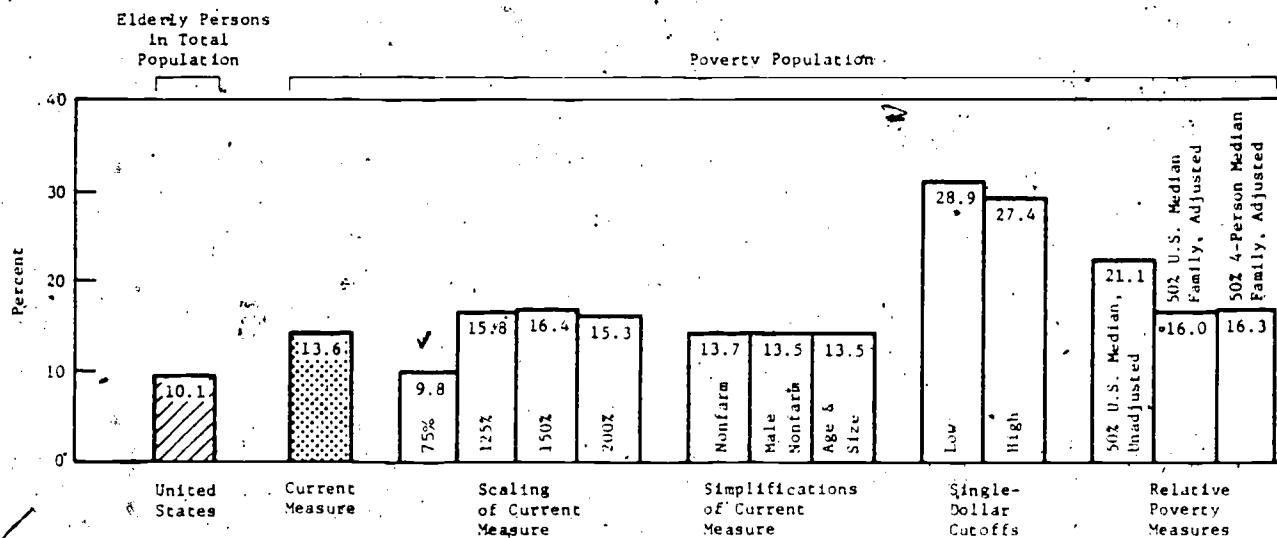 Elderly Persons
in Total
Population
Poverty Population
40
30
20
10
0
Percent
10.1
13.6
9.8
75%
15.8
125%
16.4
150%
15.3
200%
13.7
Nonfarm
13.5
Male
Nonfarm
13.5
Age &
Size
28.9
Low
27.4
High
21.1
50% U.S. Median,
Unadjusted
50% U.S. Median
Family, Adjusted
16.0
50% 4-Person Median
Family, Adjusted
16.3
United
States
Current
Measure
Scaling
of Current
Measure
Simplifications
of Current
Measure
Single-
Dollar
Cutoffs
Relative
Poverty
Measures